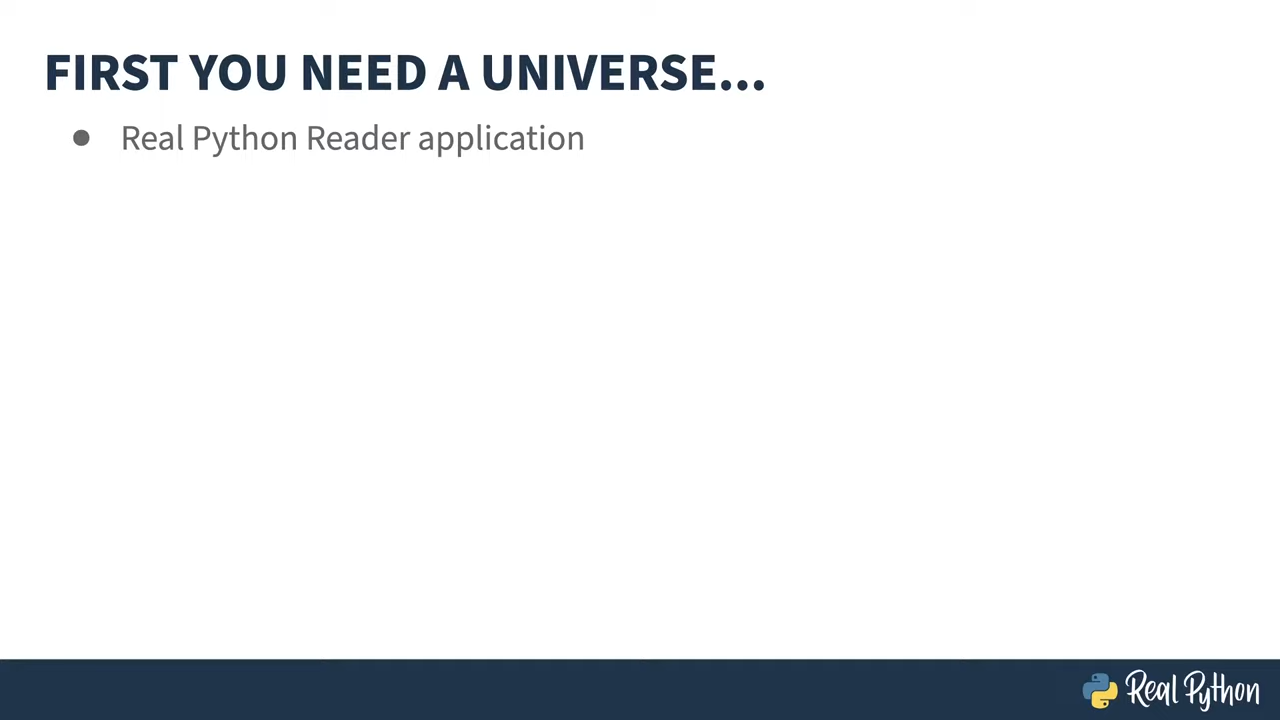 FIRST YOU NEED A UNIVERSE...
● Real Python Reader application
Real Python